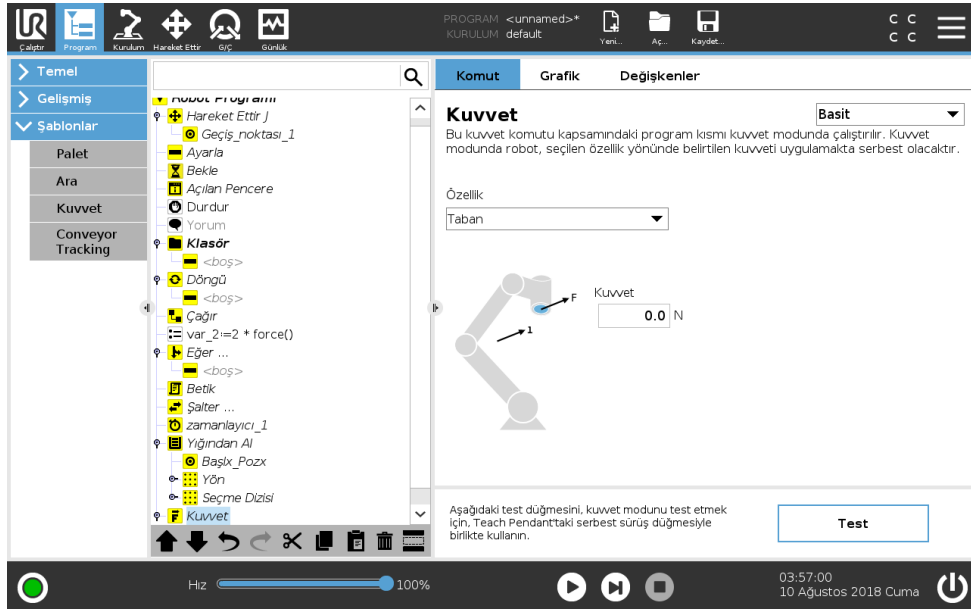 UR
PROGRAM <unnamed>*
KURULUM default
C C
C C
Çalıştır
Program
Kurulum
Hareket Ettir
G/Ç
Günlük
Yeni...
Aç...
Kaydet...
Temel
Gelişmiş
Şablonlar
Palet
Ara
Kuvvet
Conveyor
Tracking
Robot Programı
Hareket Ettir J
Geçiş_noktası_1
Ayarla
Bekle
Açılan Pencere
Durdur
Yorum
Klasör
<boş>
Döngü
<boş>
Çağır
var_2:=2 * force()
Eğer ...
<boş>
Betik
Şalter ...
zamanlayıcı_1
Yığından Al
Başlx_Pozx
Yön
Seçme Dizisi
Kuvvet
Komut
Grafik
Değişkenler
Kuvvet
Basit
Bu kuvvet komutu kapsamındaki program kısmı kuvvet modunda çalıştırılır. Kuvvet
modunda robot, seçilen özellik yönünde belirtilen kuvveti uygulamakta serbest olacaktır.
Özellik
Taban
F
1
Kuvvet
0.0 N
Aşağıdaki test düğmesini, kuvvet modunu test etmek
için, Teach Pendant'taki serbest sürüş düğmesiyle
birlikte kullanın.
Test
Hız
100%
03:57:00
10 Ağustos 2018 Cuma